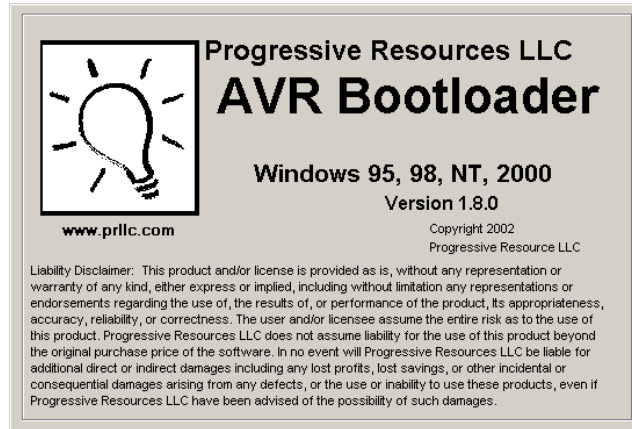 Progressive Resources LLC
AVR Bootloader
Windows 95, 98, NT, 2000
Version 1.8.0
www.prllc.com
Copyright 2002
Progressive Resource LLC
Liability Disclaimer: This product and/or license is provided as is, without any representation or
warranty of any kind, either express or implied, including without limitation any representations or
endorsements regarding the use of, the results of, or performance of the product, Its appropriateness,
accuracy, reliability, or correctness. The user and/or licensee assume the entire risk as to the use of
this product. Progressive Resources LLC does not assume liability for the use of this product beyond
the original purchase price of the software. In no event will Progressive Resources LLC be liable for
additional direct or indirect damages including any lost profits, lost savings, or other incidental or
consequential damages arising from any defects, or the use or inability to use these products, even if
Progressive Resources LLC have been advised of the possibility of such damages.